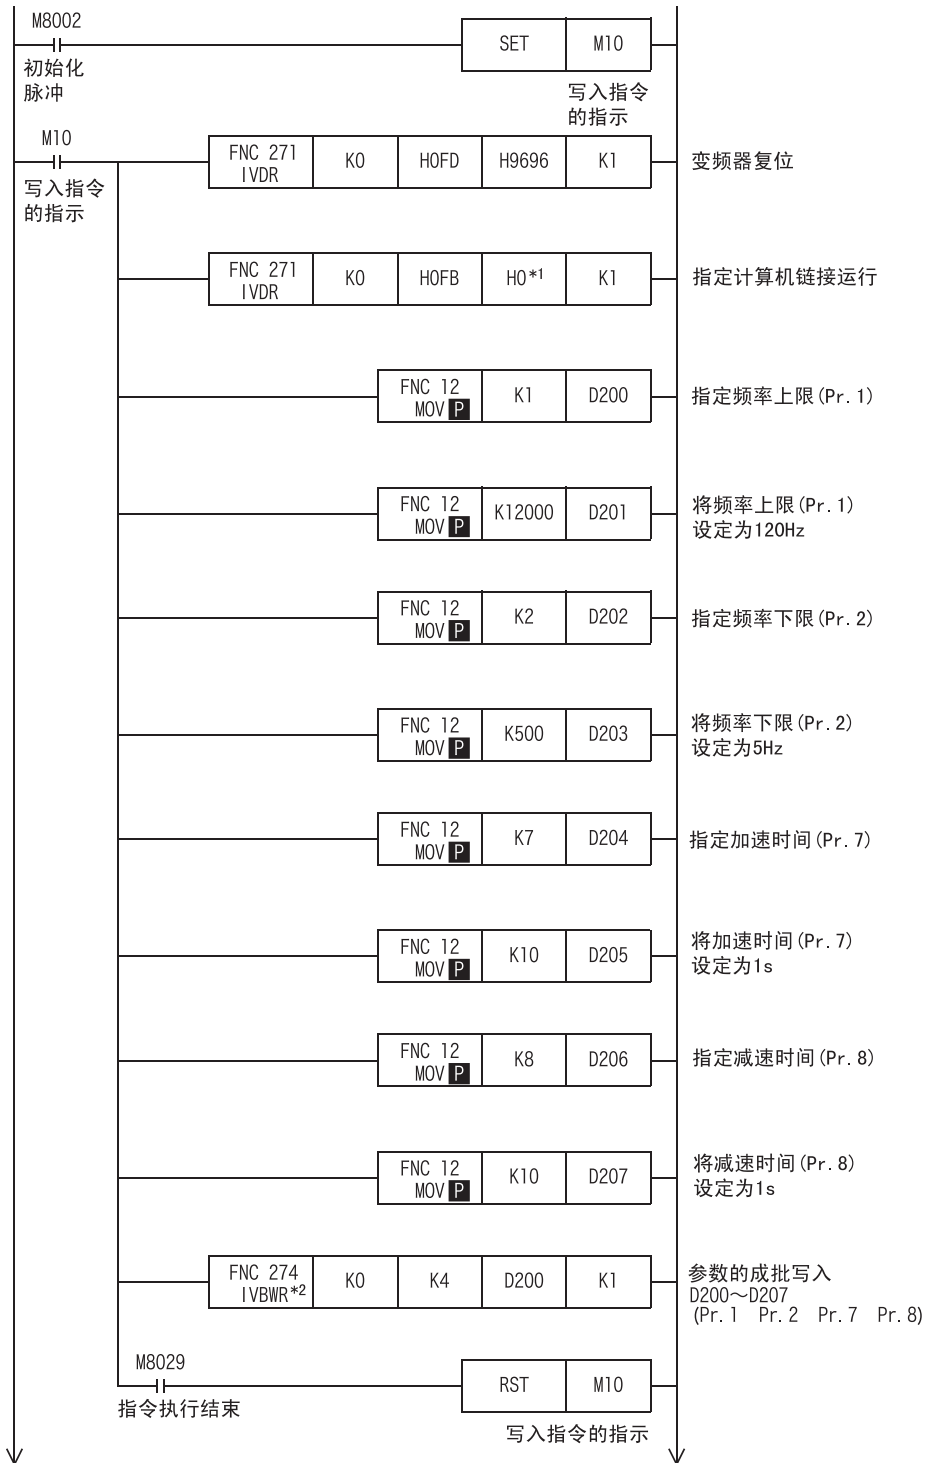 M8002
SET M10
初始化
脉冲
写入指令
的指示
M10
FNC 271
IVDR K0 H0FD H9696 K1 变频器复位
写入指令
的指示
FNC 271
IVDR K0 H0FB H0*1 K1 指定计算机链接运行
FNC 12
MOV P K1 D200 指定频率上限(Pr.1)
FNC 12
MOV P K12000 D201 将频率上限(Pr.1)
设定为120Hz
FNC 12
MOV P K2 D202 指定频率下限(Pr.2)
FNC 12
MOV P K500 D203 将频率下限(Pr.2)
设定为5Hz
FNC 12
MOV P K7 D204 指定加速时间(Pr.7)
FNC 12
MOV P K10 D205 将加速时间(Pr.7)
设定为1s
FNC 12
MOV P K8 D206 指定减速时间(Pr.8)
FNC 12
MOV P K10 D207 将减速时间(Pr.8)
设定为1s
FNC 274
IVBWR*2 K0 K4 D200 K1 参数的成批写入
D200～D207
(Pr.1 Pr.2 Pr.7 Pr.8)
M8029
RST M10
指令执行结束
写入指令的指示